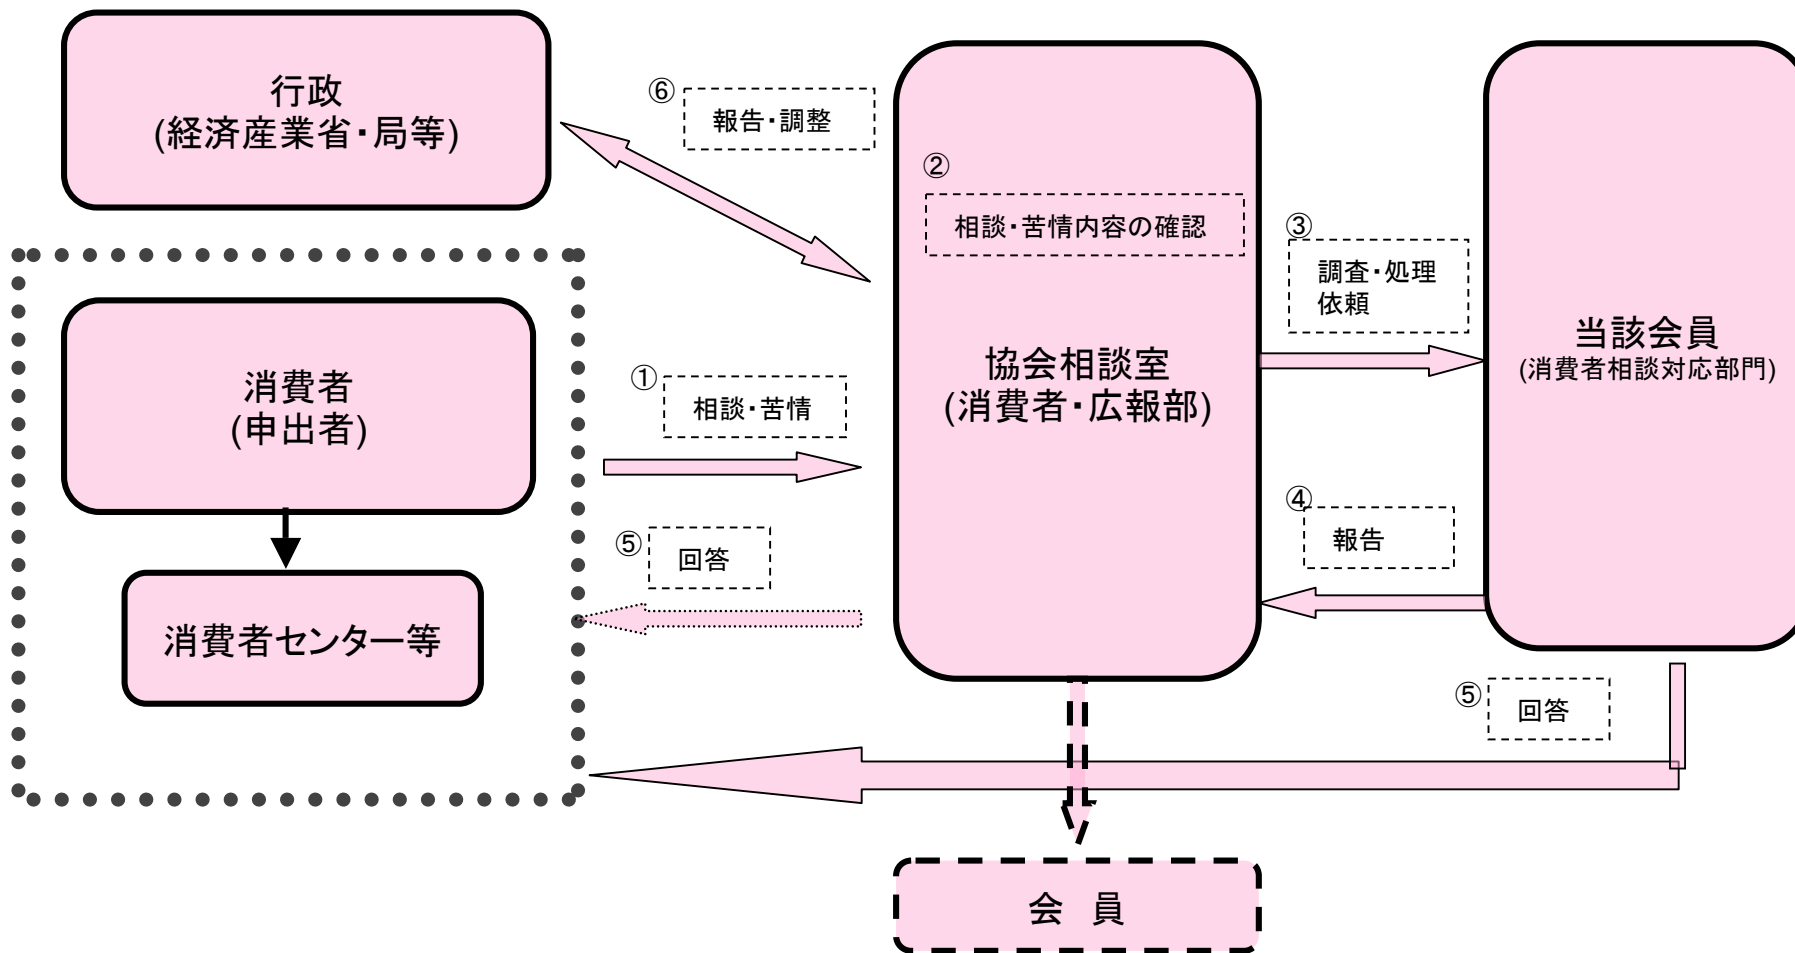 行政
(経済産業省・局等)
⑥
報告・調整
②
相談・苦情内容の確認
③
調査・処理
依頼
当該会員
(消費者相談対応部門)
協会相談室
(消費者・広報部)
消費者
(申出者)
①
相談・苦情
④
報告
⑤
回答
消費者センター等
⑤
回答
会 員